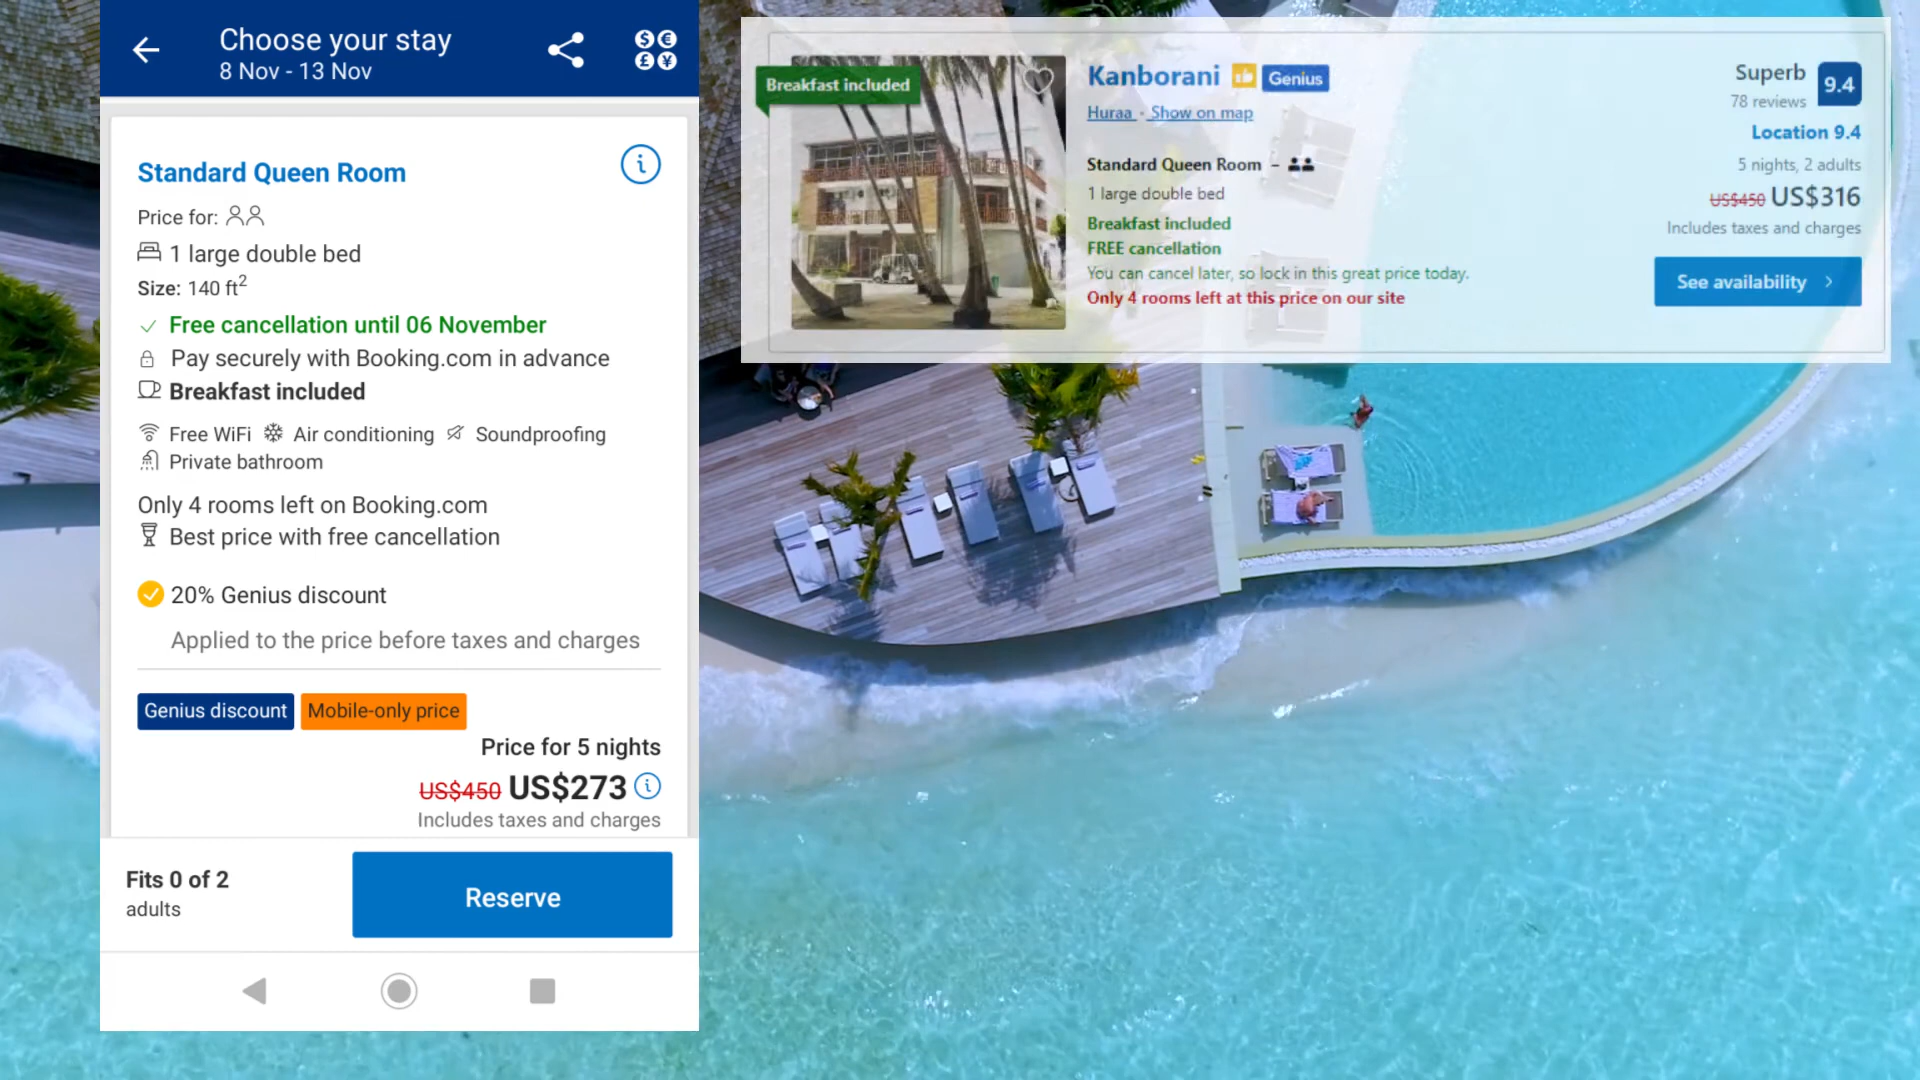 Choose your stay
8 Nov - 13 Nov
$ €
£ ¥
Standard Queen Room
Price for:
1 large double bed
Size: 140 ft2
Free cancellation until 06 November
Pay securely with Booking.com in advance
Breakfast included
Free WiFi Air conditioning Soundproofing
Private bathroom
Only 4 rooms left on Booking.com
Best price with free cancellation
20% Genius discount
Applied to the price before taxes and charges
Genius discount Mobile-only price
Price for 5 nights
US$450 US$273
Includes taxes and charges
Fits 0 of 2
adults
Reserve
Breakfast included
Kanborani Genius
Huraa · Show on map
Standard Queen Room –
1 large double bed
Breakfast included
FREE cancellation
You can cancel later, so lock in this great price today.
Only 4 rooms left at this price on our site
Superb 9.4
78 reviews
Location 9.4
5 nights, 2 adults
US$450 US$316
Includes taxes and charges
See availability